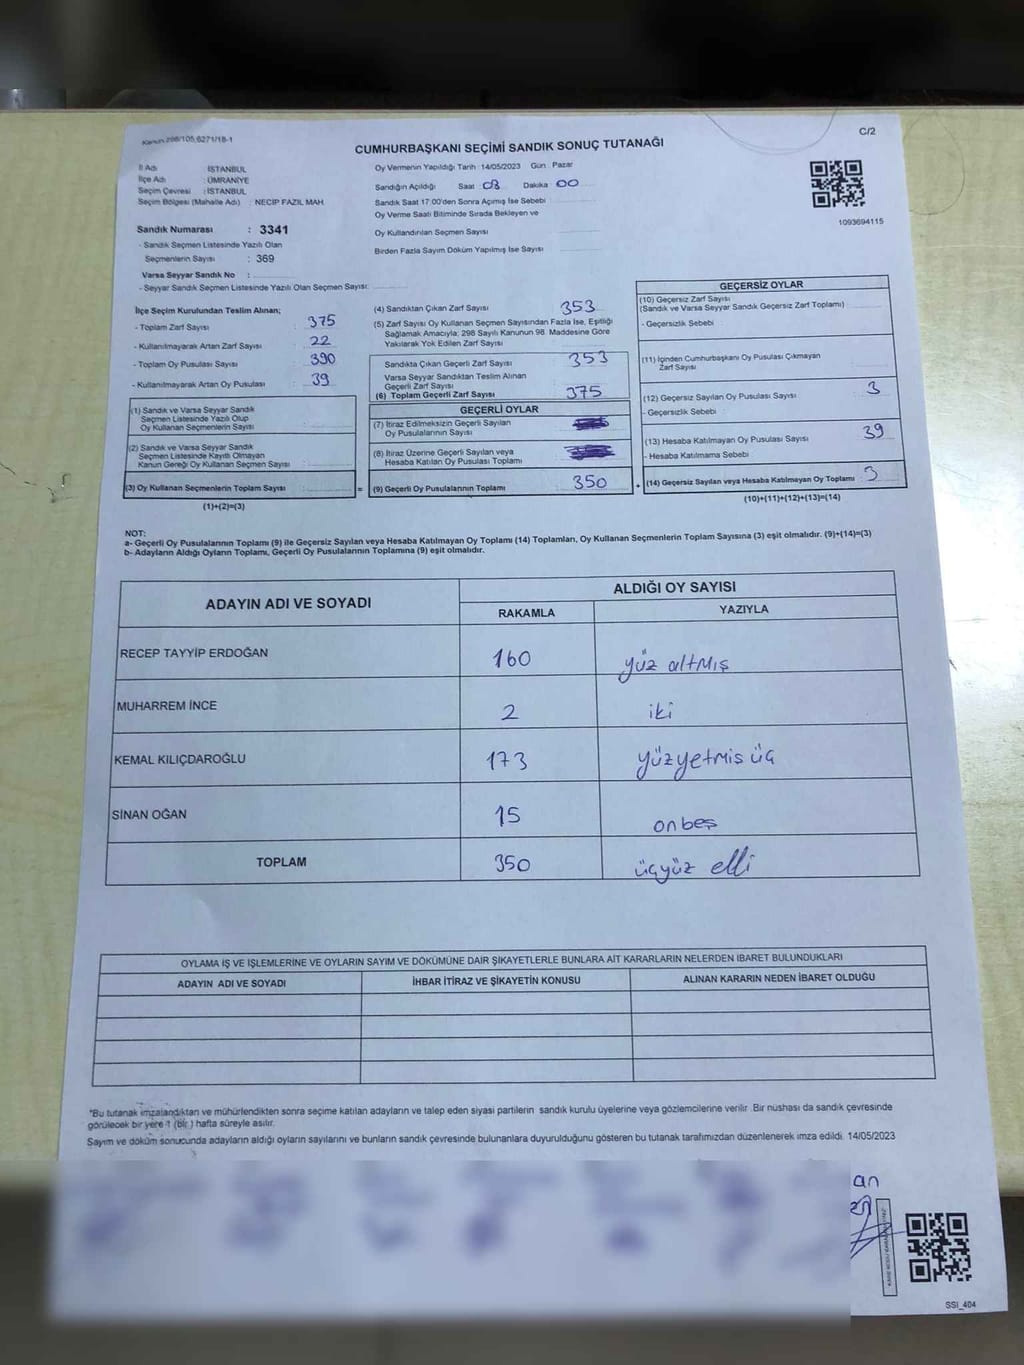 Kanun 298/105,6271/18-1
C/2
CUMHURBAŞKANI SEÇİMİ SANDIK SONUÇ TUTANAĞI
İl Adı : İSTANBUL
İlçe Adı : ÜMRANİYE
Seçim Çevresi : İSTANBUL
Seçim Bölgesi (Mahalle Adı) : NECİP FAZIL MAH.
Sandık Numarası : 3341
- Sandık Seçmen Listesinde Yazılı Olan
Seçmenlerin Sayısı : 369
Varsa Seyyar Sandık No :
- Seyyar Sandık Seçmen Listesinde Yazılı Olan Seçmen Sayısı:
Oy Vermenin Yapıldığı Tarih 14/05/2023 Gün Pazar
Sandığın Açıldığı Saat 08 Dakika 00
Sandık Saat 17:00'den Sonra Açımış İse Sebebi
Oy Verme Saati Bitiminde Sırada Bekleyen ve
Oy Kullandırılan Seçmen Sayısı
Birden Fazla Sayım Döküm Yapılmış İse Sayısı
1093694115
İlçe Seçim Kurulundan Teslim Alınan;
- Toplam Zarf Sayısı : 375
- Kullanılmayarak Artan Zarf Sayısı : 22
- Toplam Oy Pusulası Sayısı : 390
- Kullanılmayarak Artan Oy Pusulası : 39
(1) Sandık ve Varsa Seyyar Sandık
Seçmen Listesinde Yazılı Olup
Oy Kullanan Seçmenlerin Sayısı :
(2) Sandık ve Varsa Seyyar Sandık
Seçmen Listesinde Kayıtlı Olmayan
Kanun Gereği Oy Kullanan Seçmen Sayısı :
(3) Oy Kullanan Seçmenlerin Toplam Sayısı :
(1)+(2)=(3)
=
(4) Sandıktan Çıkan Zarf Sayısı 353
(5) Zarf Sayısı Oy Kullanan Seçmen Sayısından Fazla İse, Eşitliği
Sağlamak Amacıyla; 298 Sayılı Kanunun 98. Maddesine Göre
Yakılarak Yok Edilen Zarf Sayısı
Sandıkta Çıkan Geçerli Zarf Sayısı 353
Varsa Seyyar Sandıktan Teslim Alınan
Geçerli Zarf Sayısı
(6) Toplam Geçerli Zarf Sayısı 375
GEÇERLİ OYLAR
(7) İtiraz Edilmeksizin Geçerli Sayılan
Oy Pusulalarının Sayısı
(8) İtiraz Üzerine Geçerli Sayılan veya
Hesaba Katılan Oy Pusulası Toplamı
(9) Geçerli Oy Pusulalarının Toplamı 350
+
GEÇERSİZ OYLAR
(10) Geçersiz Zarf Sayısı
(Sandık ve Varsa Seyyar Sandık Geçersiz Zarf Toplamı)
- Geçersizlik Sebebi :
(11) İçinden Cumhurbaşkanı Oy Pusulası Çıkmayan
Zarf Sayısı
(12) Geçersiz Sayılan Oy Pusulası Sayısı 3
- Geçersizlik Sebebi :
(13) Hesaba Katılmayan Oy Pusulası Sayısı 39
- Hesaba Katılmama Sebebi
(14) Geçersiz Sayılan veya Hesaba Katılmayan Oy Toplamı 3
(10)+(11)+(12)+(13)=(14)
NOT:
a- Geçerli Oy Pusulalarının Toplamı (9) ile Geçersiz Sayılan veya Hesaba Katılmayan Oy Toplamı (14) Toplamları, Oy Kullanan Seçmenlerin Toplam Sayısına (3) eşit olmalıdır. (9)+(14)=(3)
b- Adayların Aldığı Oyların Toplamı, Geçerli Oy Pusulalarının Toplamına (9) eşit olmalıdır.
ADAYIN ADI VE SOYADI
ALDIĞI OY SAYISI
RAKAMLA YAZIYLA
RECEP TAYYİP ERDOĞAN 160 yüz altmış
MUHARREM İNCE 2 iki
KEMAL KILIÇDAROĞLU 173 yüzyetmis üç
SİNAN OĞAN 15 onbeş
TOPLAM 350 üçyüz elli
OYLAMA İŞ VE İŞLEMLERİNE VE OYLARIN SAYIM VE DÖKÜMÜNE DAİR ŞİKAYETLERLE BUNLARA AİT KARARLARIN NELERDEN İBARET BULUNDUKLARI
ADAYIN ADI VE SOYADI İHBAR İTİRAZ VE ŞİKAYETİN KONUSU ALINAN KARARIN NEDEN İBARET OLDUĞU
*Bu tutanak imzalandıktan ve mühürlendikten sonra seçime katılan adayların ve talep eden siyasi partilerin sandık kurulu üyelerine veya gözlemcilerine verilir. Bir nushası da sandık çevresinde
görülecek bir yere 1 (bir ) hafta süreyle asılır.
Sayım ve döküm sonucunda adayların aldığı oyların sayılarını ve bunların sandık çevresinde bulunanlara duyurulduğunu gösteren bu tutanak tarafımızdan düzenlenerek imza edildi. 14/05/2023
an
SSI_404